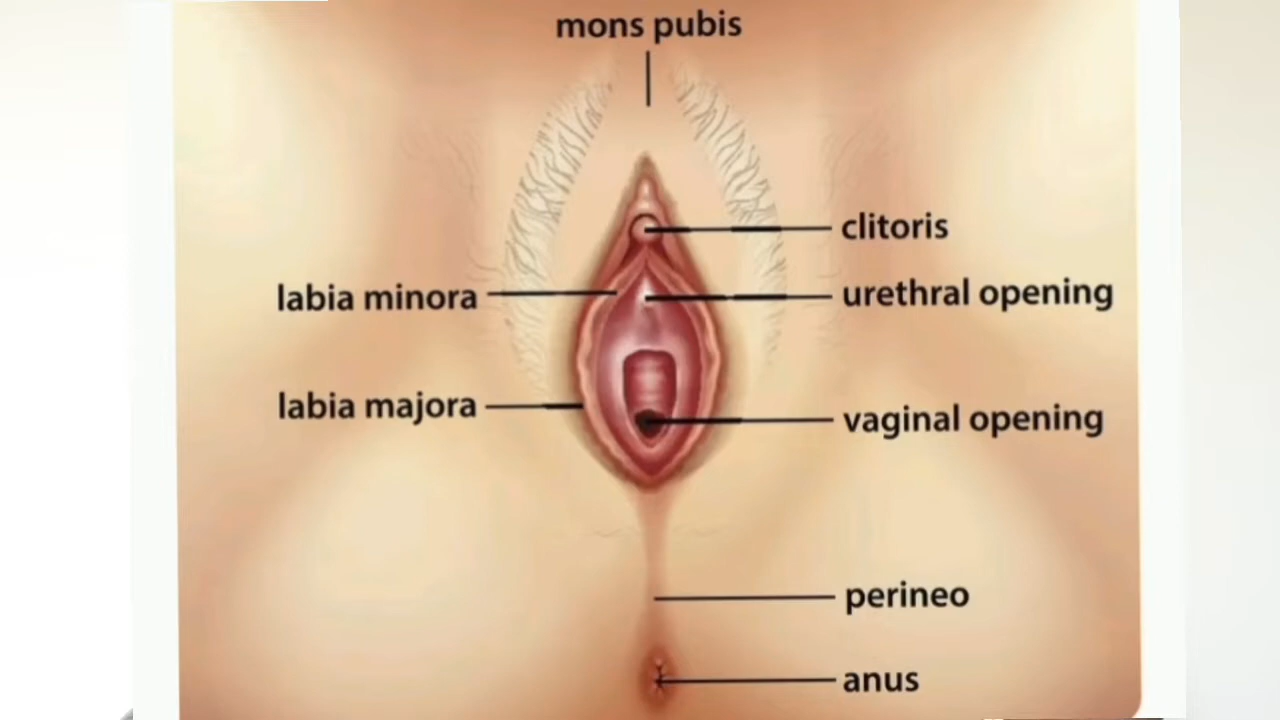 mons pubis
clitoris
labia minora
urethral opening
labia majora
vaginal opening
perineo
anus